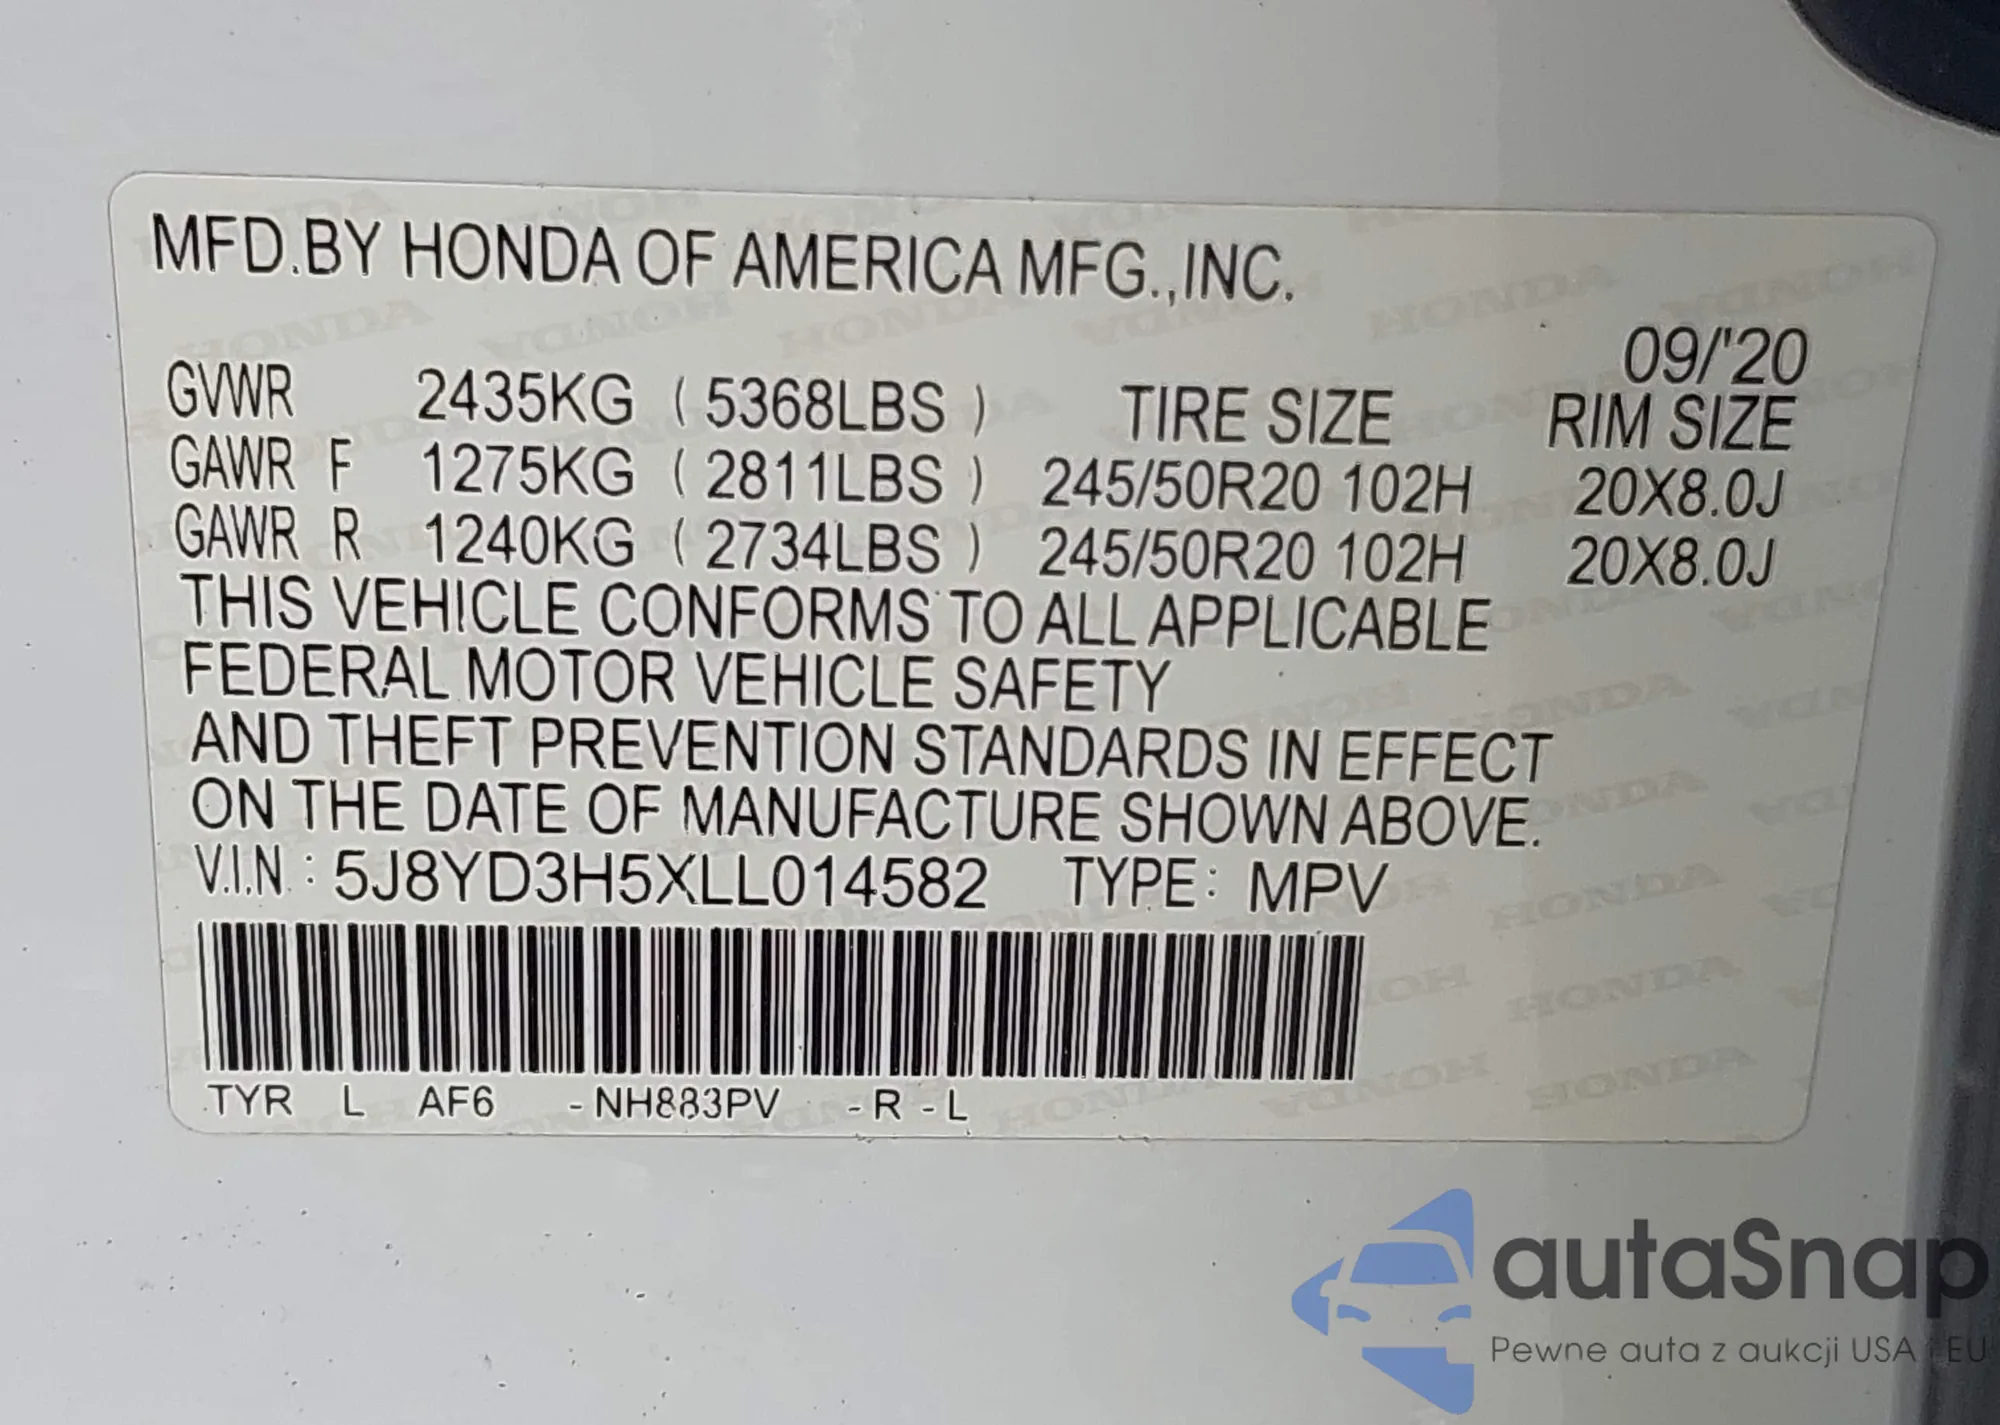 MFD.BY HONDA OF AMERICA MFG.,INC.
09/'20
GVWR 2435KG ( 5368LBS ) TIRE SIZE RIM SIZE
GAWR F 1275KG ( 2811LBS ) 245/50R20 102H 20X8.0J
GAWR R 1240KG ( 2734LBS ) 245/50R20 102H 20X8.0J
THIS VEHICLE CONFORMS TO ALL APPLICABLE
FEDERAL MOTOR VEHICLE SAFETY
AND THEFT PREVENTION STANDARDS IN EFFECT
ON THE DATE OF MANUFACTURE SHOWN ABOVE.
V.I.N. : 5J8YD3H5XLL014582 TYPE: MPV
TYR L AF6 -NH883PV -R-L
autaSnap
Pewne auta z aukcji USA i EU